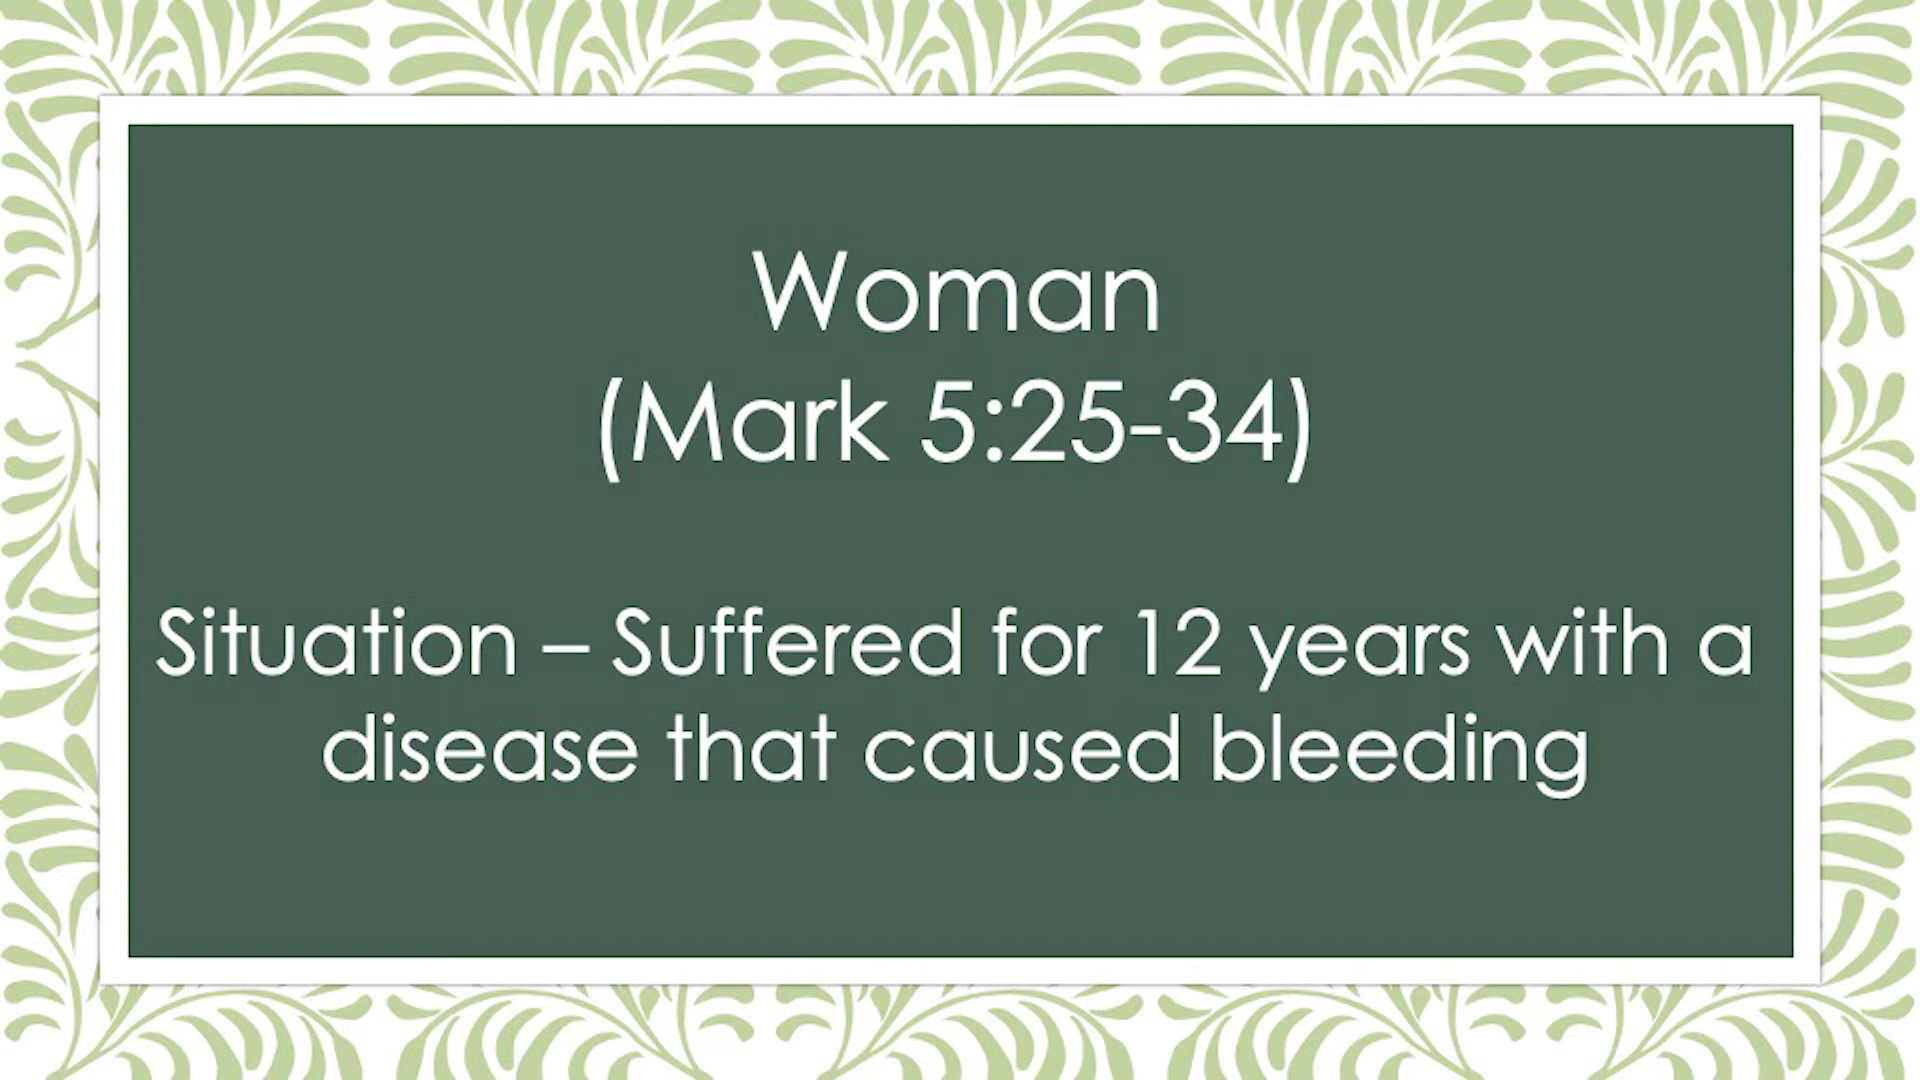 Woman
(Mark 5:25-34)
Situation – Suffered for 12 years with a
disease that caused bleeding